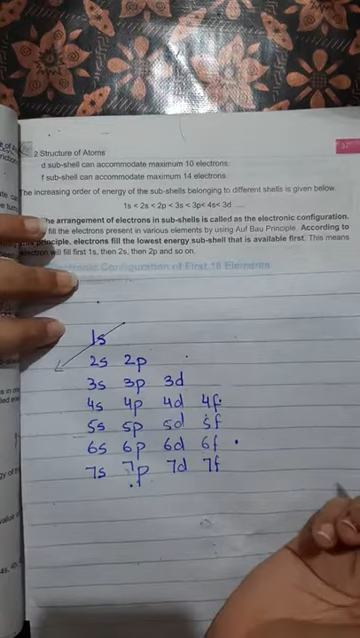 2 Structure of Atoms
37
d sub-shell can accommodate maximum 10 electrons.
f sub-shell can accommodate maximum 14 electrons.
The increasing order of energy of the sub-shells belonging to different shells is given below.
1s < 2s < 2p < 3s < 3p< 4s< 3d ....
The arrangement of electrons in sub-shells is called as the electronic configuration.
fill the electrons present in various elements by using Auf Bau Principle. According to
principle, electrons fill the lowest energy sub-shell that is available first. This means
electron will fill first 1s, then 2s, then 2p and so on.
Electronic Configuration of First 18 Elements
1s
2s 2p
3s 3p 3d
4s 4p 4d 4f
5s 5p 5d 5f
6s 6p 6d 6f
7s 7p 7d 7f